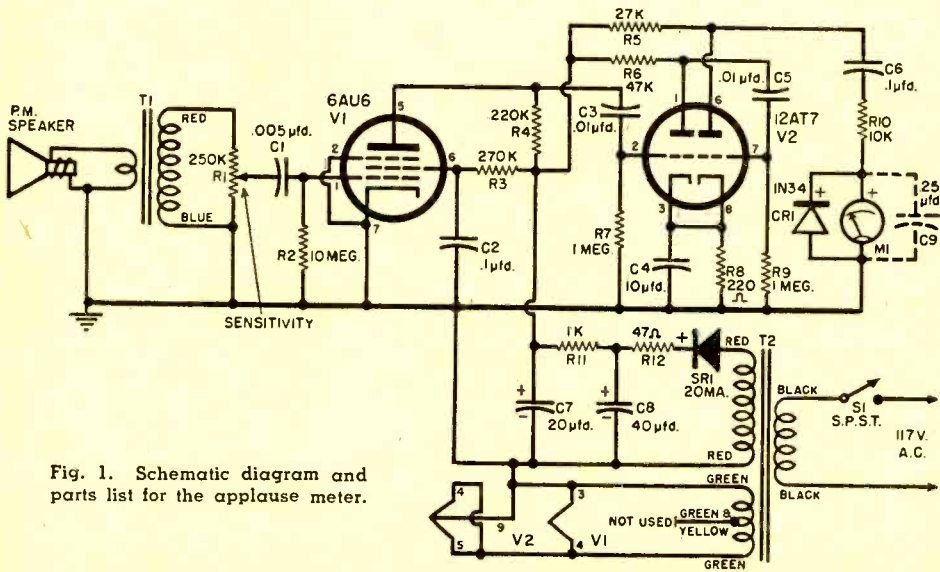 27K
R5
R6
47K
P.M.
SPEAKER
T1
RED
250K
R1
BLUE
SENSITIVITY
.005µfd.
C1
R2
10 MEG.
6AU6
V1
5
2
1
6
7
220K
R4
270K
R3
C2
.1µfd.
C3
.01µfd.
R7
1 MEG.
.01µfd.
C5
1
6
12AT7
V2
2
7
3
8
C4
10µfd.
R8
220
Ω
R9
1 MEG.
C6
.1µfd.
R10
10K
1N34
CR1
+
+
M1
25
µfd.
C9
1K
R11
47Ω
R12
+
SR1
20MA.
RED
T2
+
-
C7
20µfd.
+
-
C8
40µfd.
RED
BLACK
S1
S.P.S.T.
117V.
A.C.
BLACK
GREEN
4
5
9
V2
3
4
V1
NOT USED
GREEN &
YELLOW
GREEN
Fig. 1. Schematic diagram and
parts list for the applause meter.